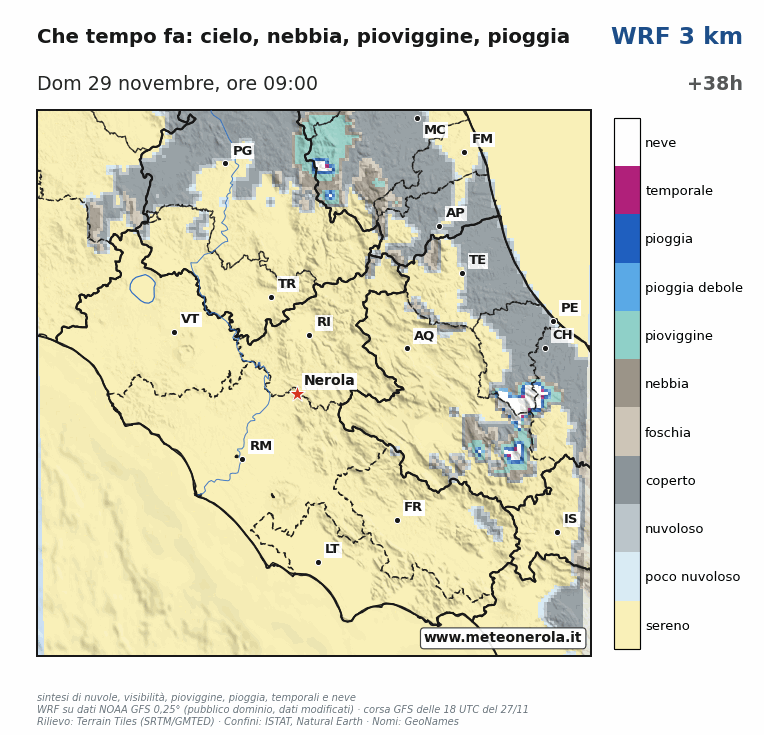 Che tempo fa: cielo, nebbia, pioviggine, pioggia
WRF 3 km
Dom 29 novembre, ore 09:00
+38h
MC
FM
PG
AP
TE
TR
PE
VT
RI
AQ
CH
Nerola
RM
FR
IS
LT
www.meteonerola.it
neve
temporale
pioggia
pioggia debole
pioviggine
nebbia
foschia
coperto
nuvoloso
poco nuvoloso
sereno
sintesi di nuvole, visibilità, pioviggine, pioggia, temporali e neve
WRF su dati NOAA GFS 0,25° (pubblico dominio, dati modificati) · corsa GFS delle 18 UTC del 27/11
Rilievo: Terrain Tiles (SRTM/GMTED) · Confini: ISTAT, Natural Earth · Nomi: GeoNames